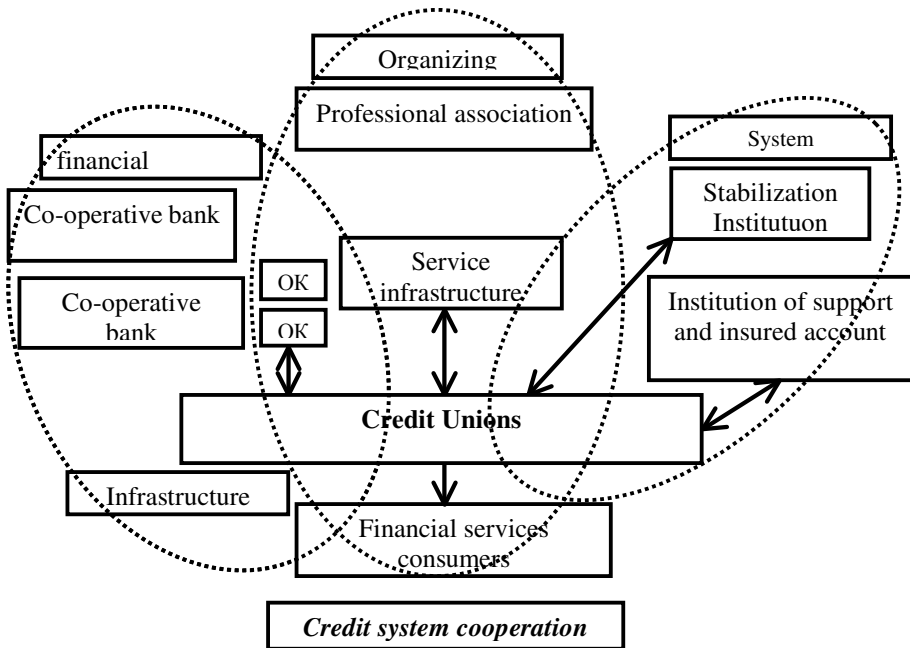 Organizing
Professional association
financial
System
Co-operative bank
Stabilization
Institutuon
Service
infrastructure
OK
OK
Co-operative
bank
Institution of support
and insured account
Credit Unions
Infrastructure
Financial services
consumers
Credit system cooperation